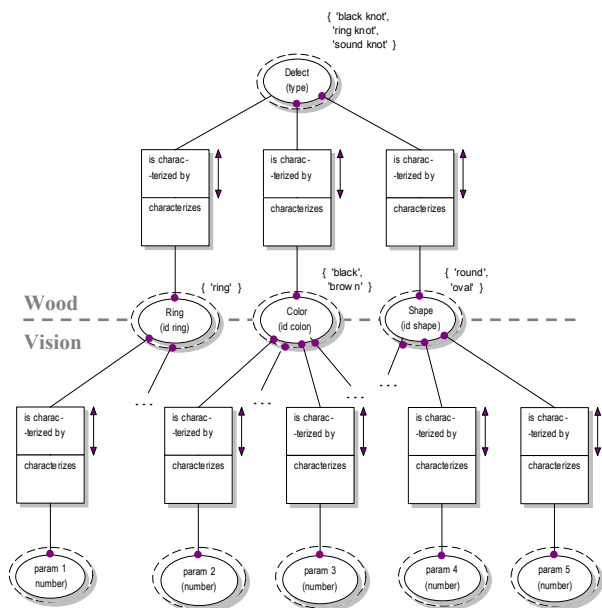 { 'black knot',
'ring knot',
'sound knot' }
Defect
(type)
is charac-
-terized by
characterizes
is charac-
-terized by
characterizes
is charac-
-terized by
characterizes
{ 'ring' }
{ 'black',
'brown' }
{ 'round',
'oval' }
Wood
Vision
Ring
(id ring)
Color
(id color)
Shape
(id shape)
...
...
...
...
is charac-
-terized by
characterizes
is charac-
-terized by
characterizes
is charac-
-terized by
characterizes
is charac-
-terized by
characterizes
is charac-
-terized by
characterizes
param 1
number)
param 2
(number)
param 3
(number)
param 4
(number)
param 5
(number)